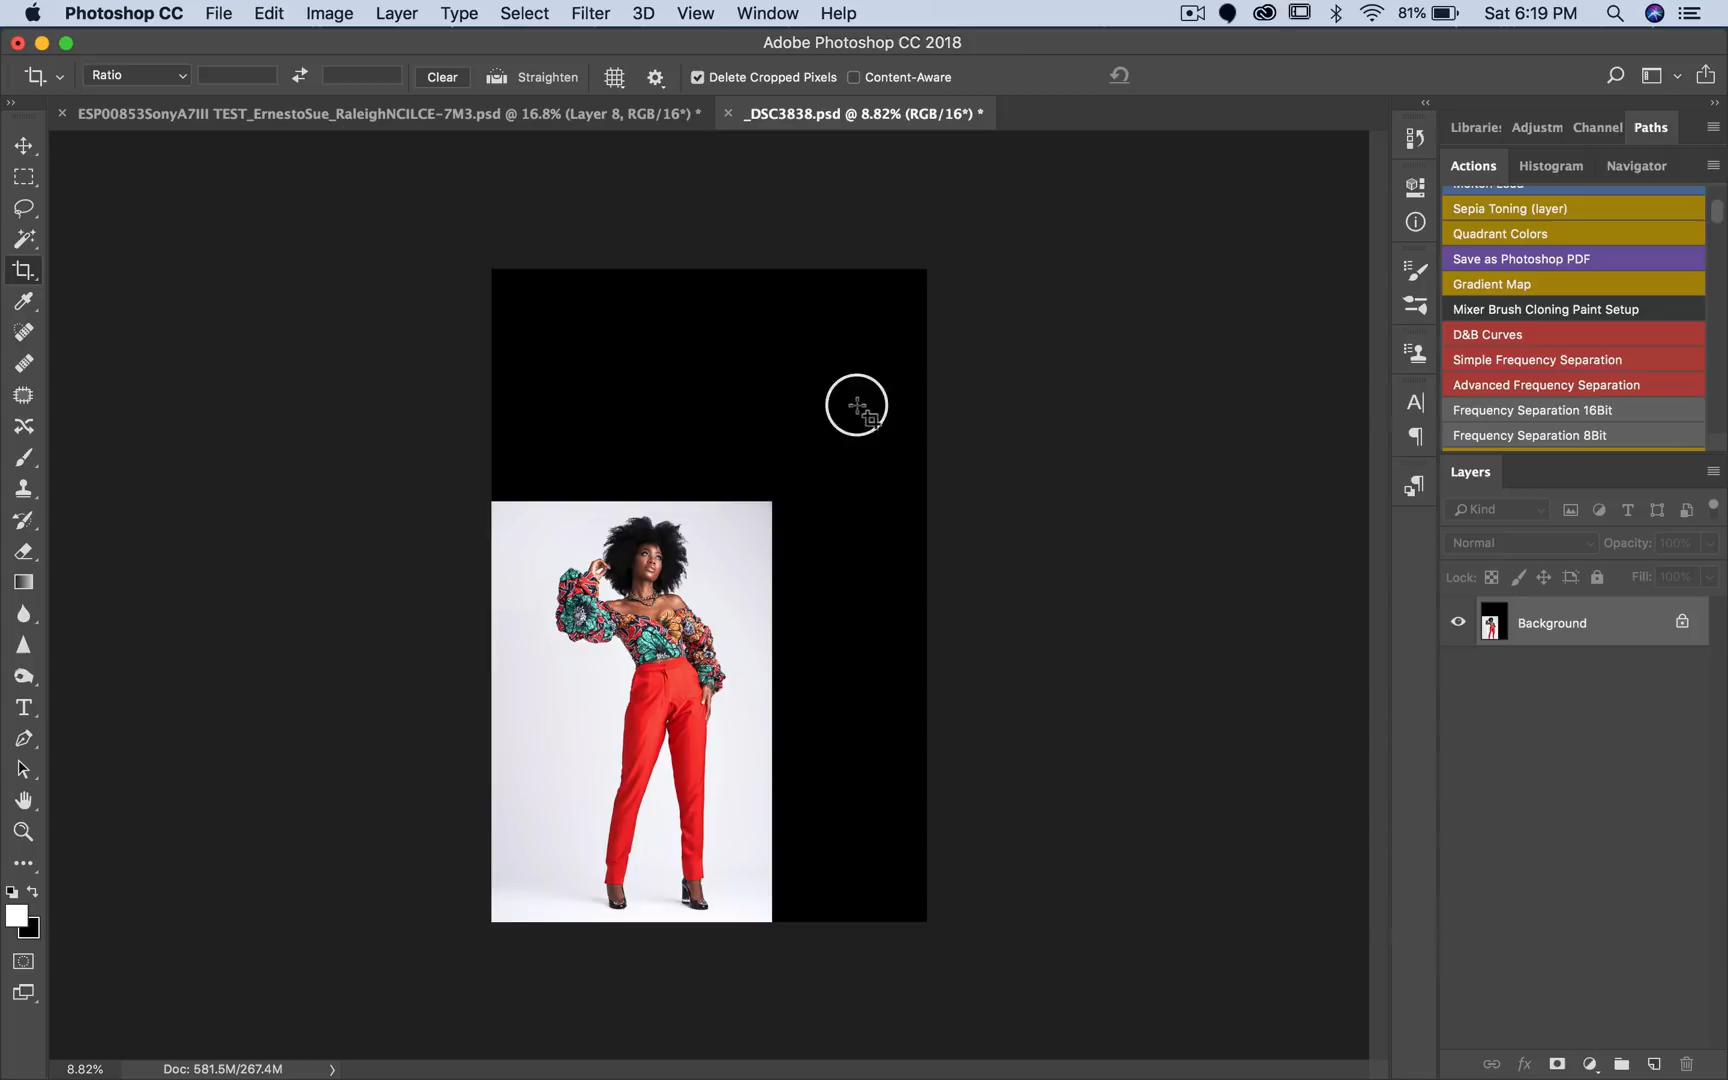 Photoshop CC File Edit Image Layer Type Select Filter 3D View Window Help 81% Sat 6:19 PM
Adobe Photoshop CC 2018
Ratio Clear Straighten Delete Cropped Pixels Content-Aware
ESP00853SonyA7III TEST_ErnestoSue_RaleighNCILCE-7M3.psd @ 16.8% (Layer 8, RGB/16*) * _DSC3838.psd @ 8.82% (RGB/16*) *
Libraries Adjustm Channel Paths
Actions Histogram Navigator
Sepia Toning (layer)
Quadrant Colors
Save as Photoshop PDF
Gradient Map
Mixer Brush Cloning Paint Setup
D&B Curves
Simple Frequency Separation
Advanced Frequency Separation
Frequency Separation 16Bit
Frequency Separation 8Bit
Layers
Kind
Normal Opacity: 100%
Lock: Fill: 100%
Background
8.82% Doc: 581.5M/267.4M